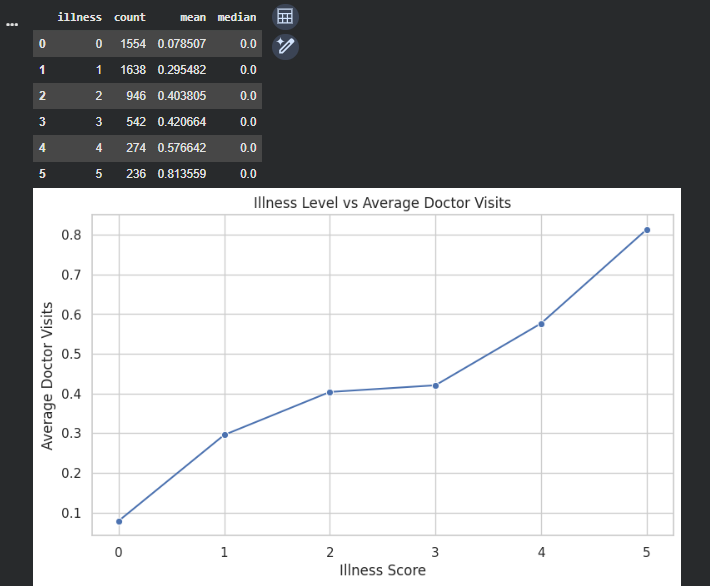 illness count mean median
0 0 1554 0.078507 0.0
1 1 1638 0.295482 0.0
2 2 946 0.403805 0.0
3 3 542 0.420664 0.0
4 4 274 0.576642 0.0
5 5 236 0.813559 0.0
Illness Level vs Average Doctor Visits
0.8
0.7
0.6
0.5
0.4
0.3
0.2
0.1
Average Doctor Visits
0 1 2 3 4 5
Illness Score